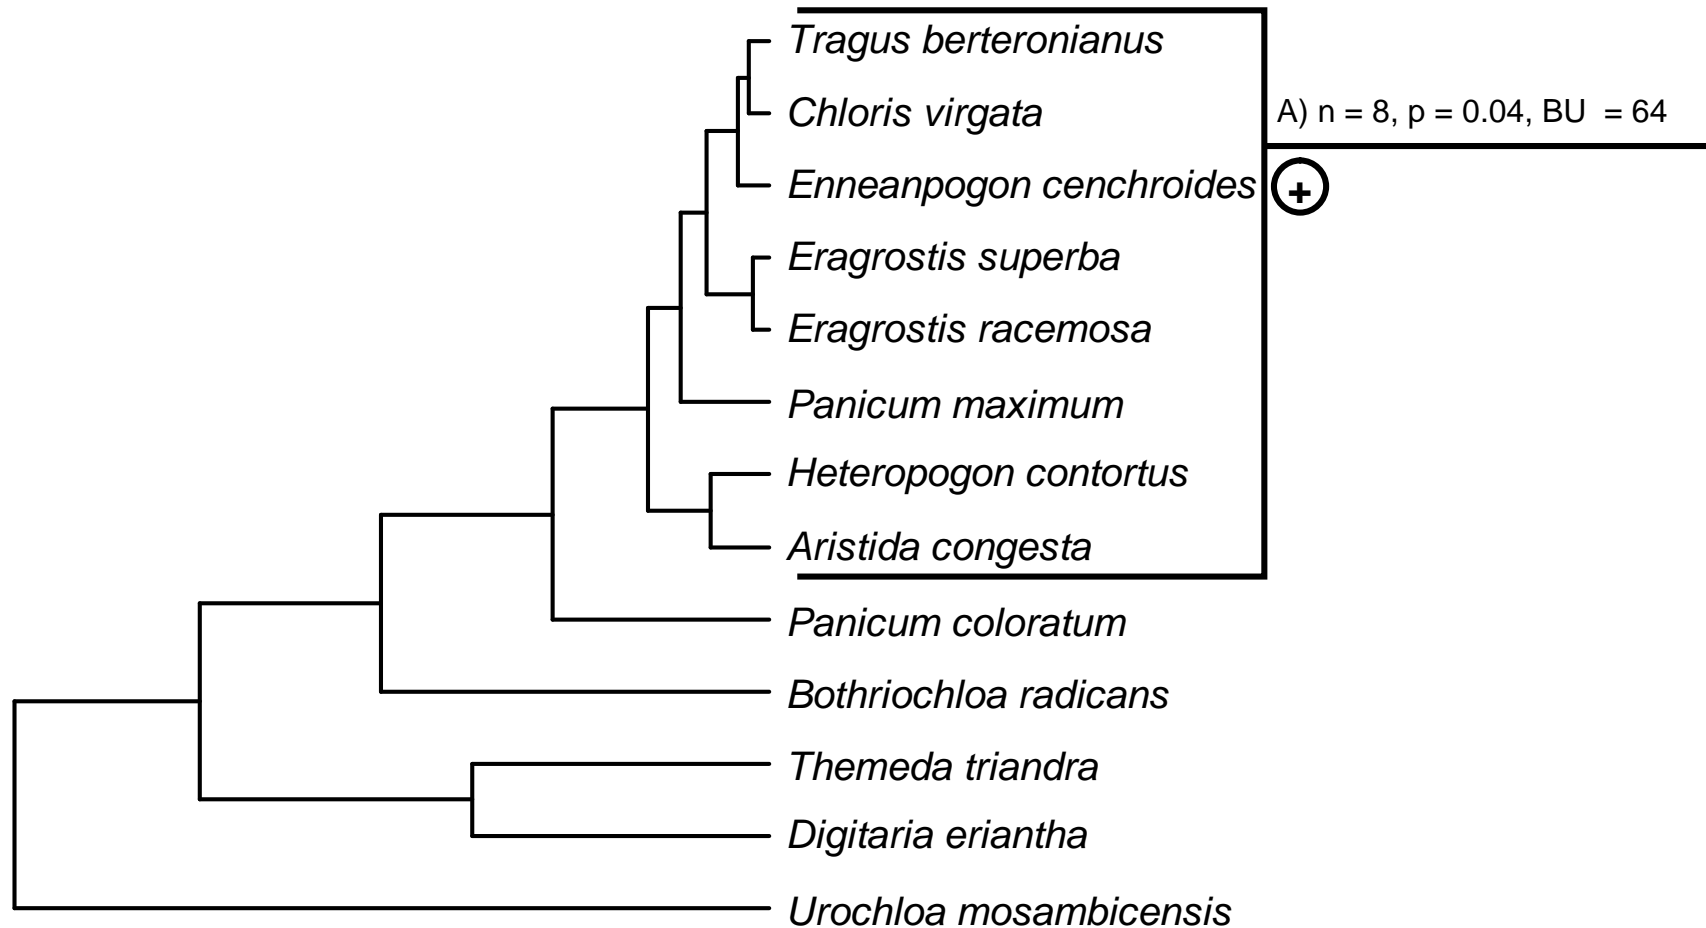 Tragus berteronianus
Chloris virgata
A) n = 8, p = 0.04, BU = 64
Enneanpogon cenchroides
+
Eragrostis superba
Eragrostis racemosa
Panicum maximum
Heteropogon contortus
Aristida congesta
Panicum coloratum
Bothriochloa radicans
Themeda triandra
Digitaria eriantha
Urochloa mosambicensis